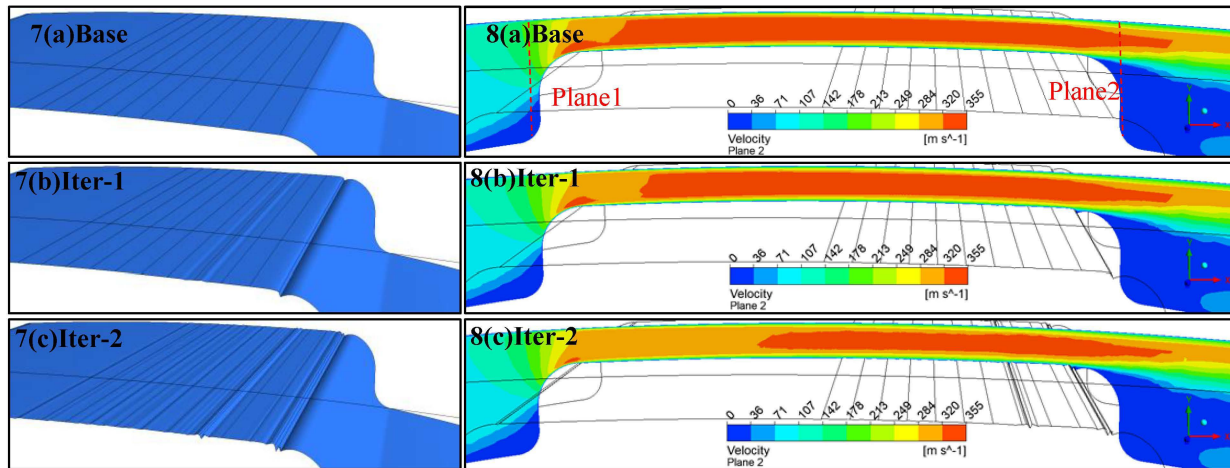 7(a)Base
8(a)Base
Plane1
Plane2
0 36 71 107 142 178 213 249 284 320 355
Velocity
Plane 2
[m s^-1]
7(b)Iter-1
8(b)Iter-1
0 36 71 107 142 178 213 249 284 320 355
Velocity
Plane 2
[m s^-1]
7(c)Iter-2
8(c)Iter-2
0 36 71 107 142 178 213 249 284 320 355
Velocity
Plane 2
[m s^-1]